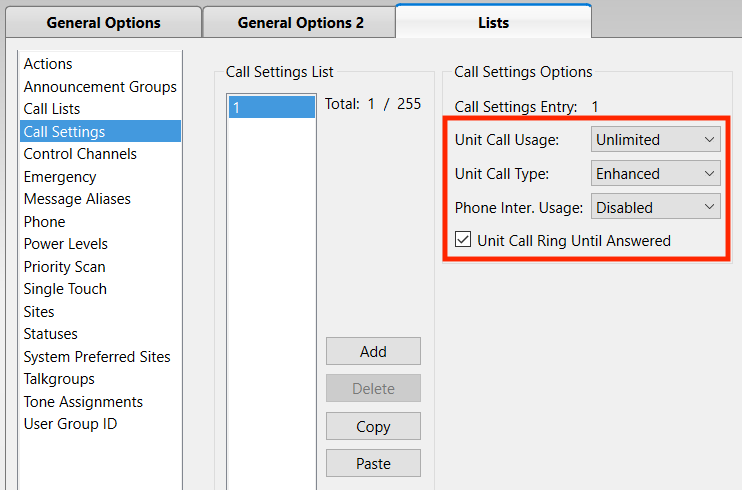 General Options
General Options 2
Lists
Actions
Announcement Groups
Call Lists
Call Settings
Control Channels
Emergency
Message Aliases
Phone
Power Levels
Priority Scan
Single Touch
Sites
Statuses
System Preferred Sites
Talkgroups
Tone Assignments
User Group ID
Call Settings List
1
Total: 1 / 255
Add
Delete
Copy
Paste
Call Settings Options
Call Settings Entry: 1
Unit Call Usage: Unlimited
Unit Call Type: Enhanced
Phone Inter. Usage: Disabled
Unit Call Ring Until Answered